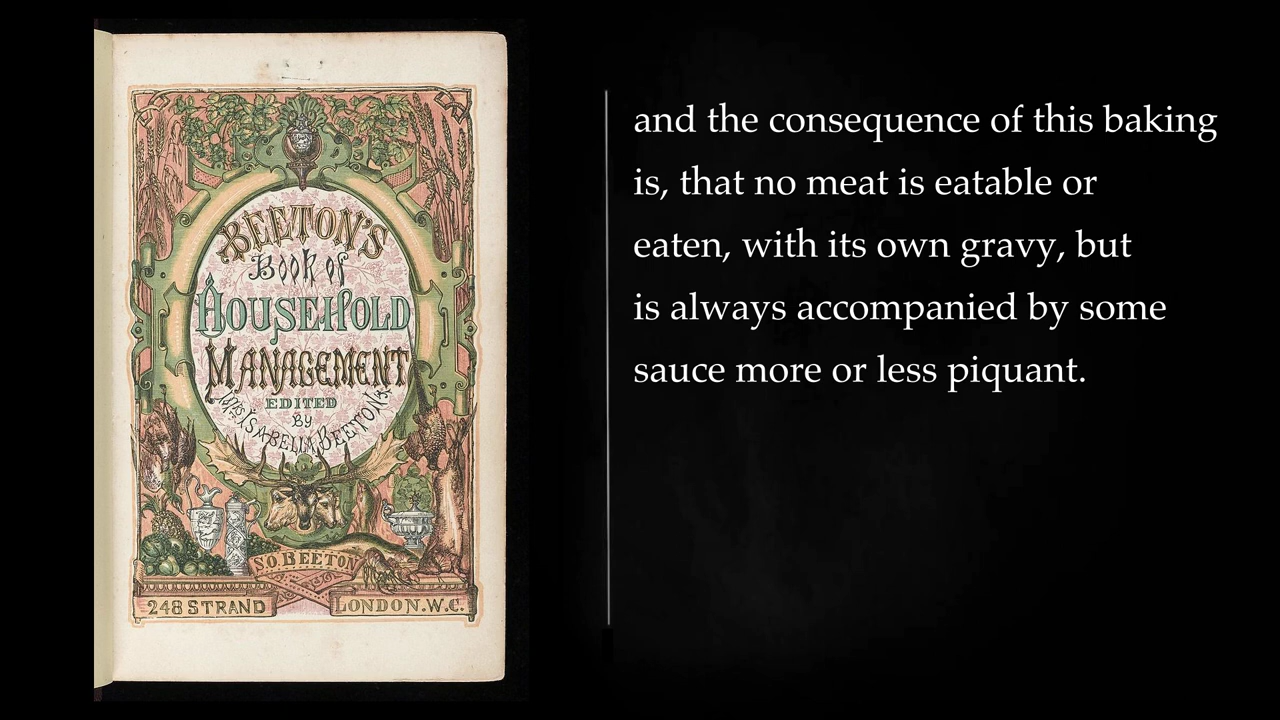 BEETON'S
Book of
HOUSEHOLD
MANAGEMENT
EDITED
BY
MRS ISABELLA BEETON.
S.O. BEETON
248 STRAND
LONDON. W.C.
and the consequence of this baking
is, that no meat is eatable or
eaten, with its own gravy, but
is always accompanied by some
sauce more or less piquant.